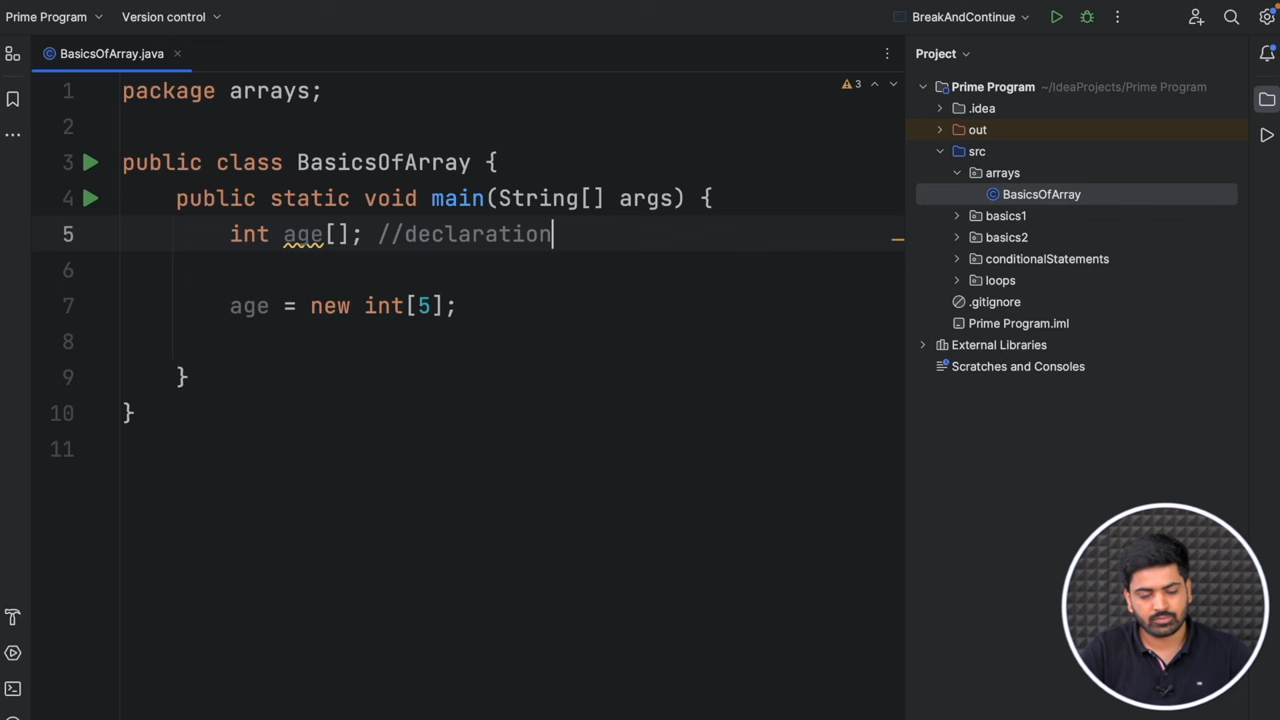 Prime Program
Version control
BreakAndContinue
BasicsOfArray.java
Project
3
1 package arrays;
2
3 public class BasicsOfArray {
4 public static void main(String[] args) {
5 int age[]; //declaration
6
7 age = new int[5];
8
9 }
10 }
11
Prime Program ~/IdeaProjects/Prime Program
.idea
out
src
arrays
BasicsOfArray
basics1
basics2
conditionalStatements
loops
.gitignore
Prime Program.iml
External Libraries
Scratches and Consoles